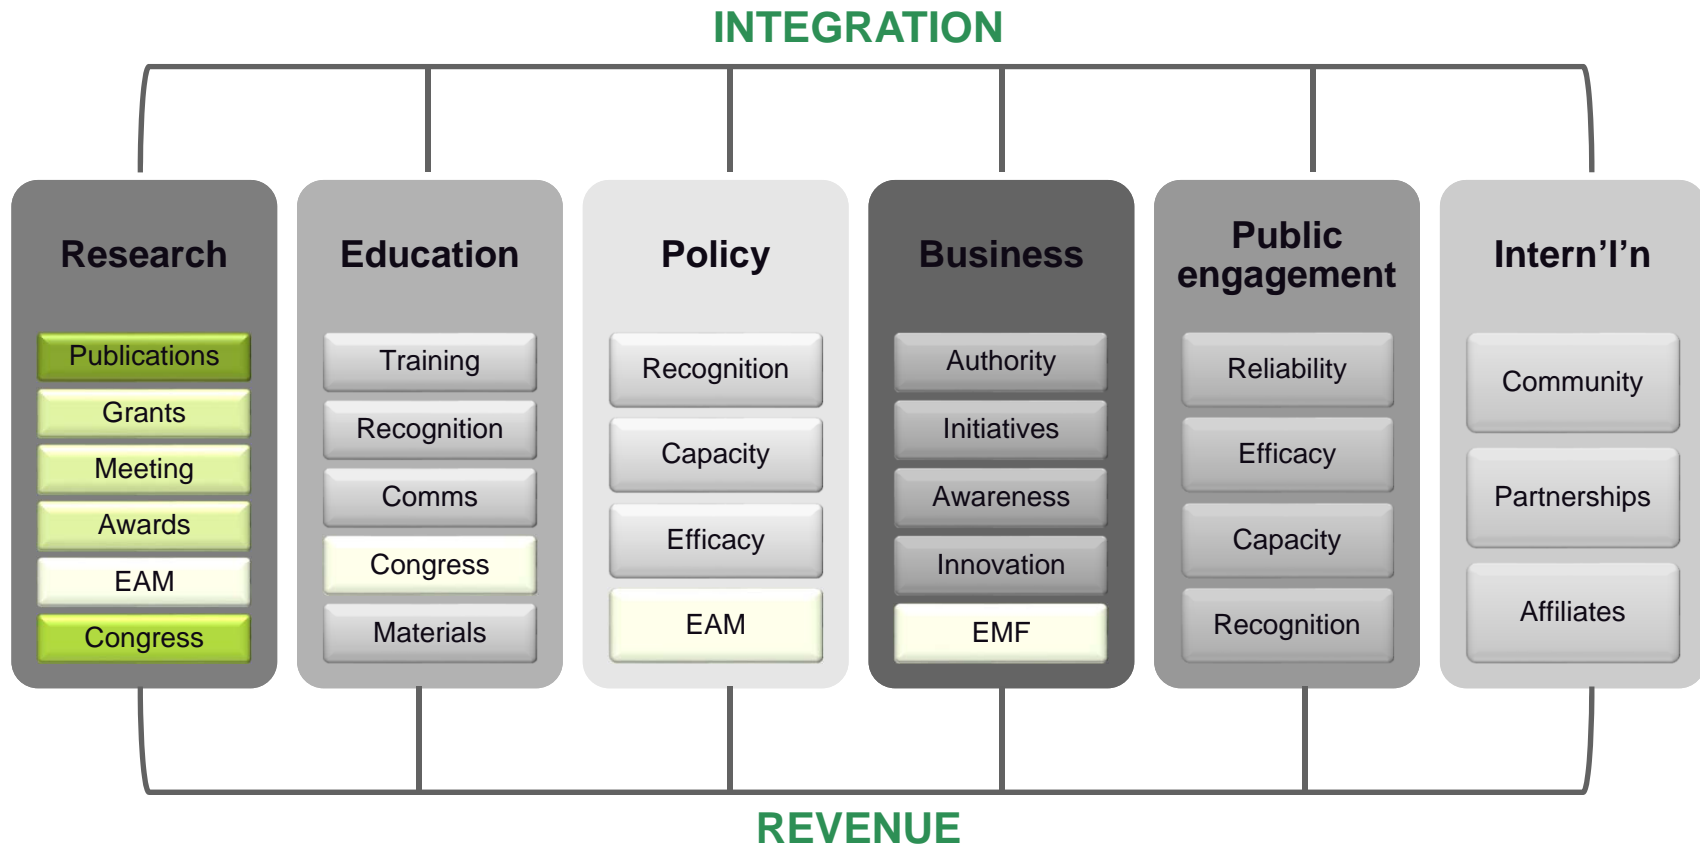 INTEGRATION
Research
Publications
Grants
Meeting
Awards
EAM
Congress
Education
Training
Recognition
Comms
Congress
Materials
Policy
Recognition
Capacity
Efficacy
EAM
Business
Authority
Initiatives
Awareness
Innovation
EMF
Public
engagement
Reliability
Efficacy
Capacity
Recognition
Intern’l’n
Community
Partnerships
Affiliates
REVENUE